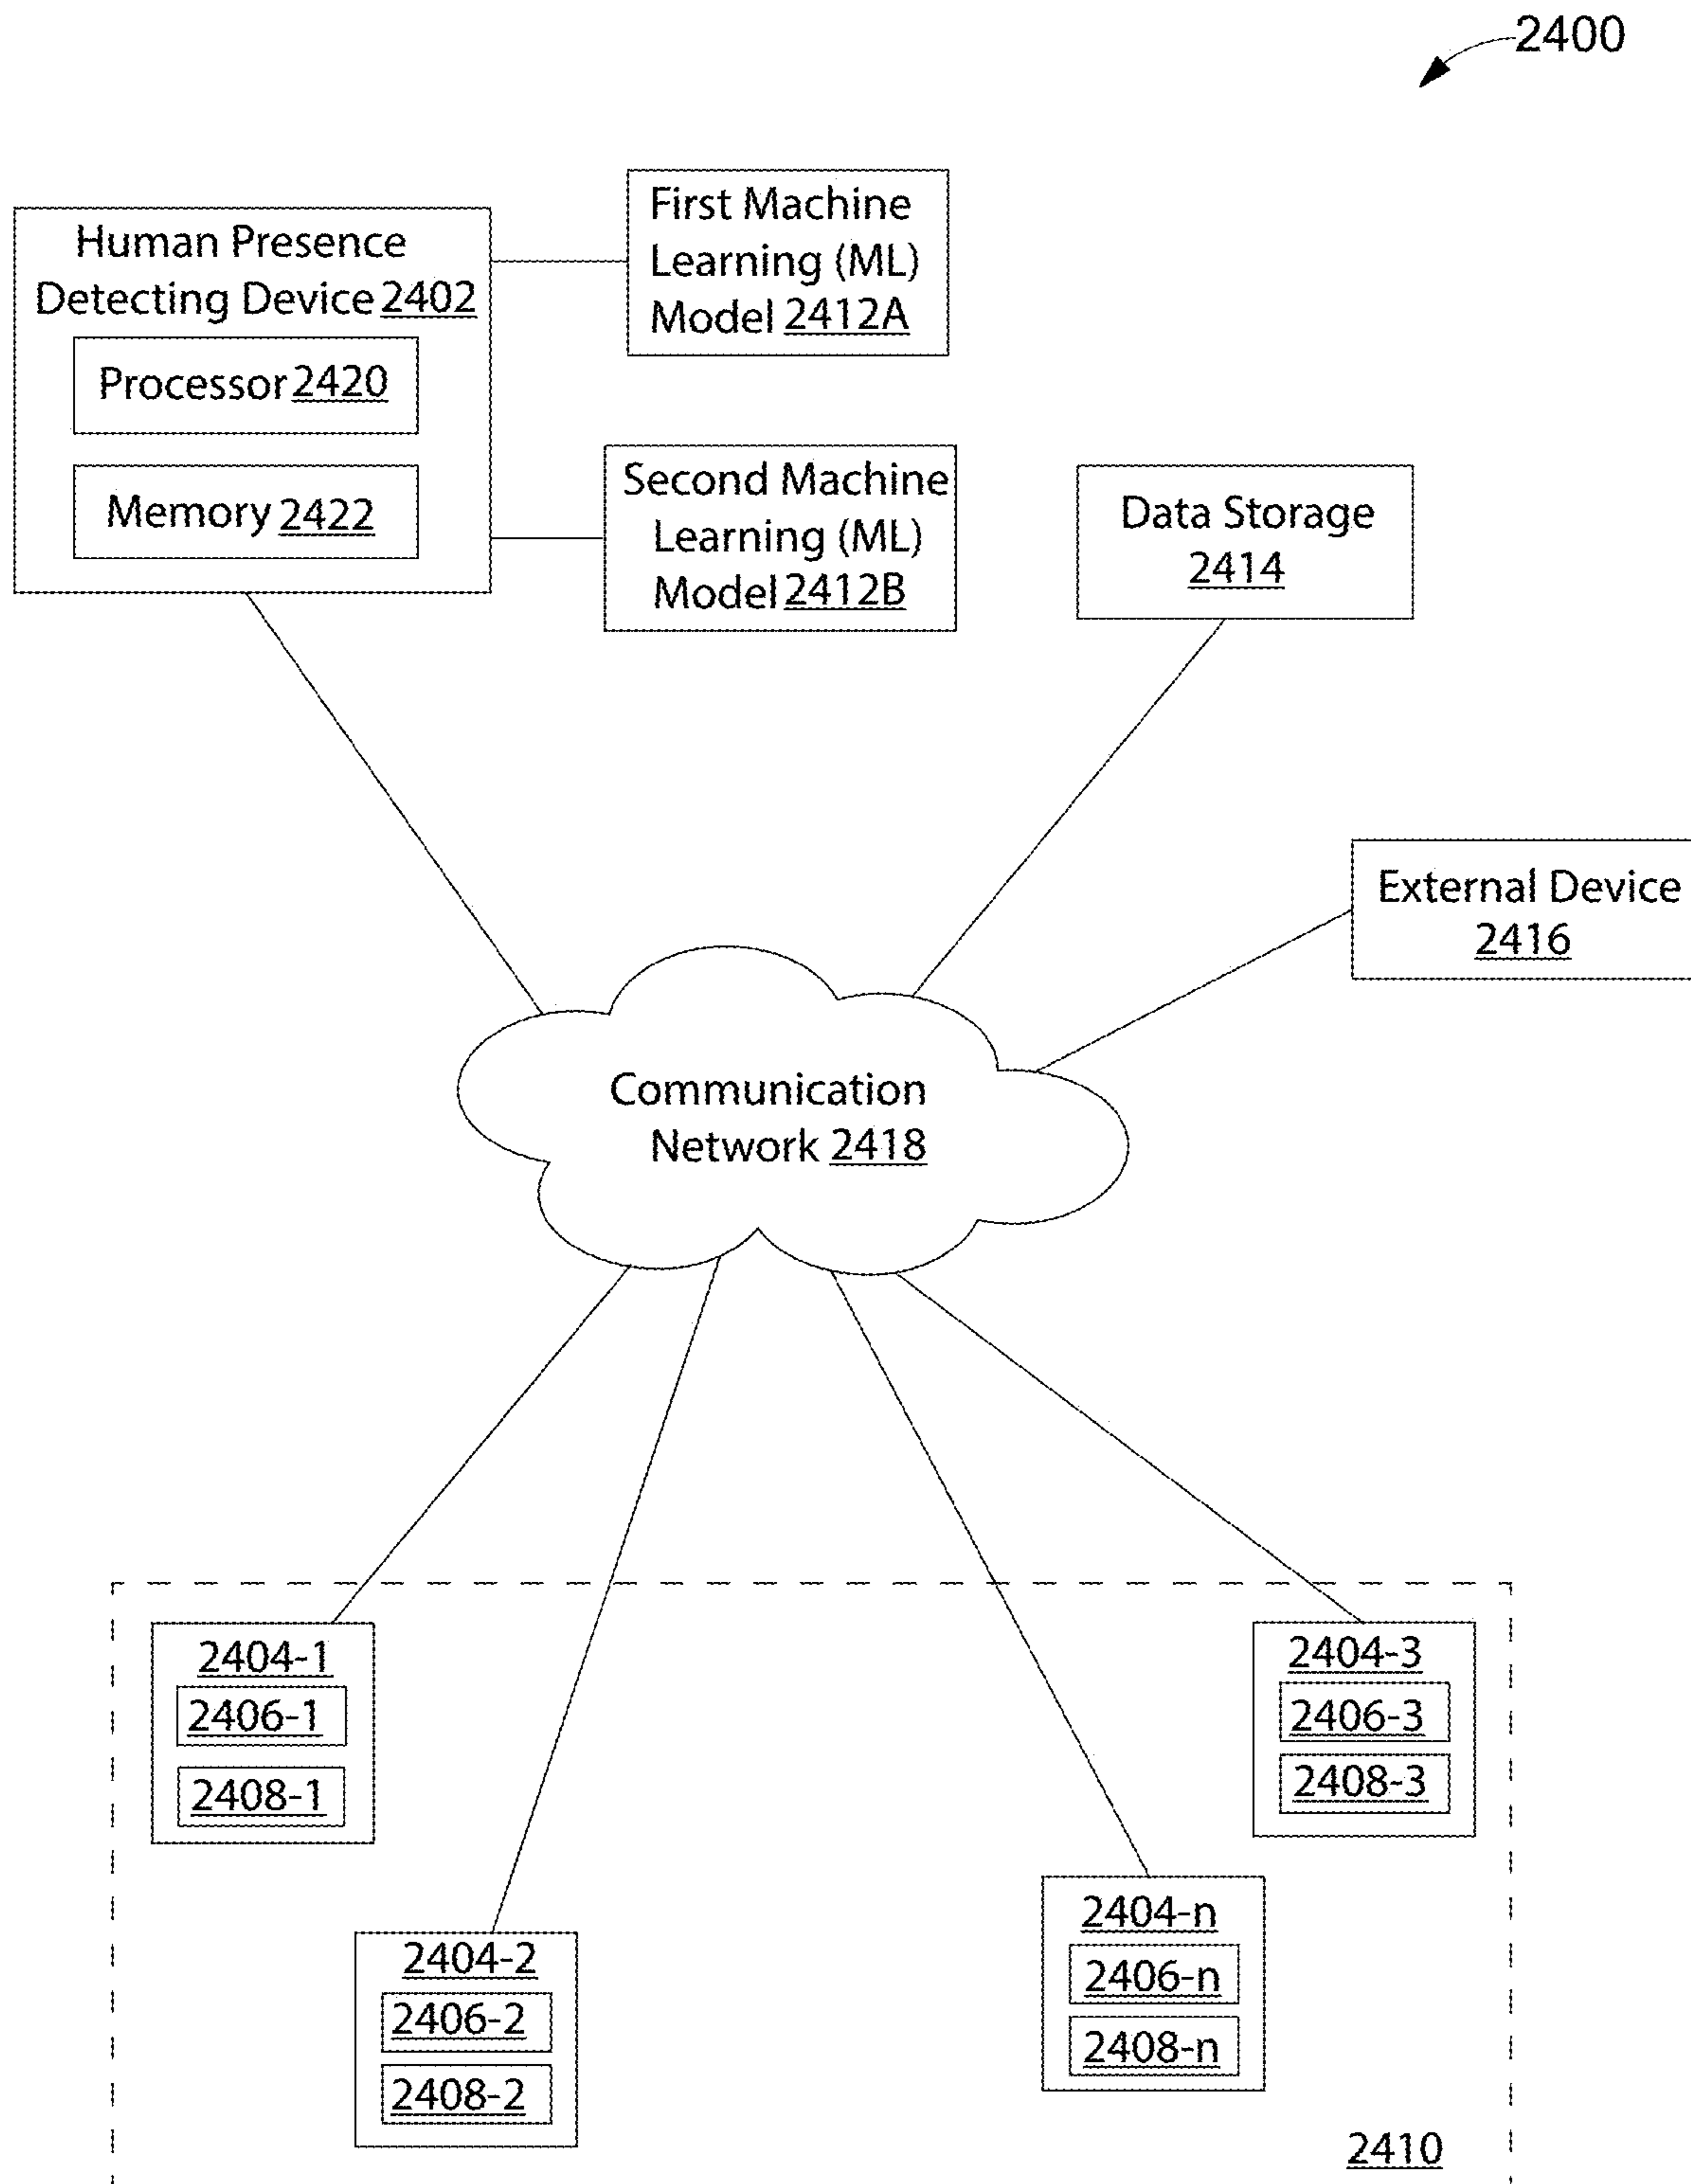 2400
Human Presence
Detecting Device 2402
Processor 2420
Memory 2422
First Machine
Learning (ML)
Model 2412A
Second Machine
Learning (ML)
Model 2412B
Data Storage
2414
External Device
2416
Communication
Network 2418
2404-1
2406-1
2408-1
2404-2
2406-2
2408-2
2404-n
2406-n
2408-n
2404-3
2406-3
2408-3
2410